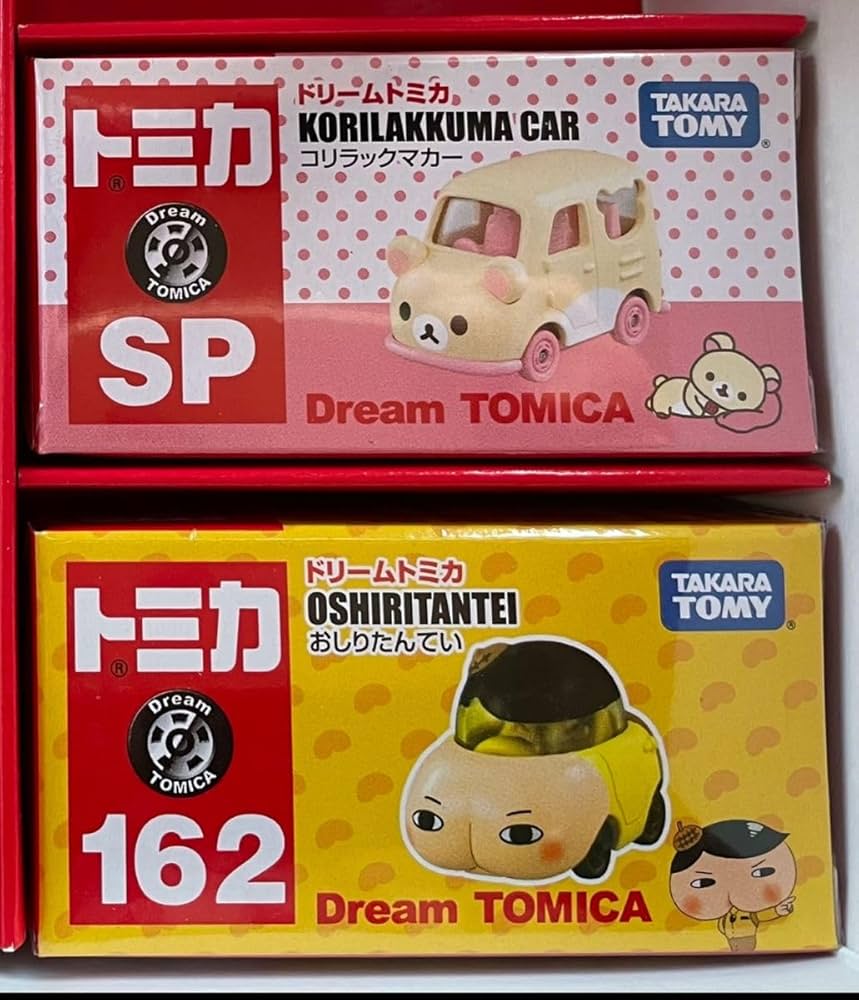 トミカ
®
Dream
TOMICA
SP
ドリームトミカ
KORILAKKUMA CAR
コリラックマカー
TAKARA
TOMY
®
Dream TOMICA
トミカ
®
Dream
TOMICA
162
ドリームトミカ
OSHIRITANTEI
おしりたんてい
TAKARA
TOMY
®
Dream TOMICA